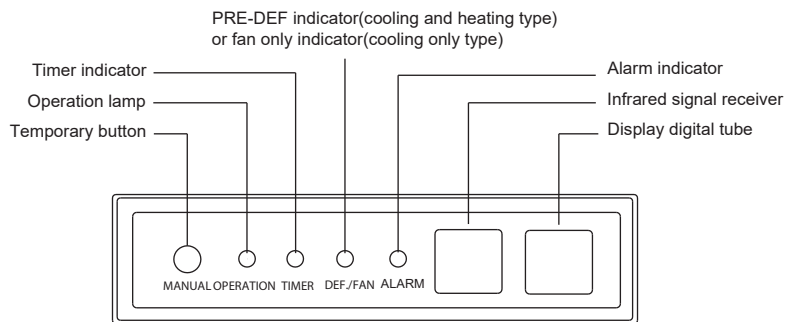 PRE-DEF indicator(cooling and heating type)
or fan only indicator(cooling only type)
Timer indicator
Operation lamp
Temporary button
Alarm indicator
Infrared signal receiver
Display digital tube
MANUAL OPERATION TIMER DEF./FAN ALARM